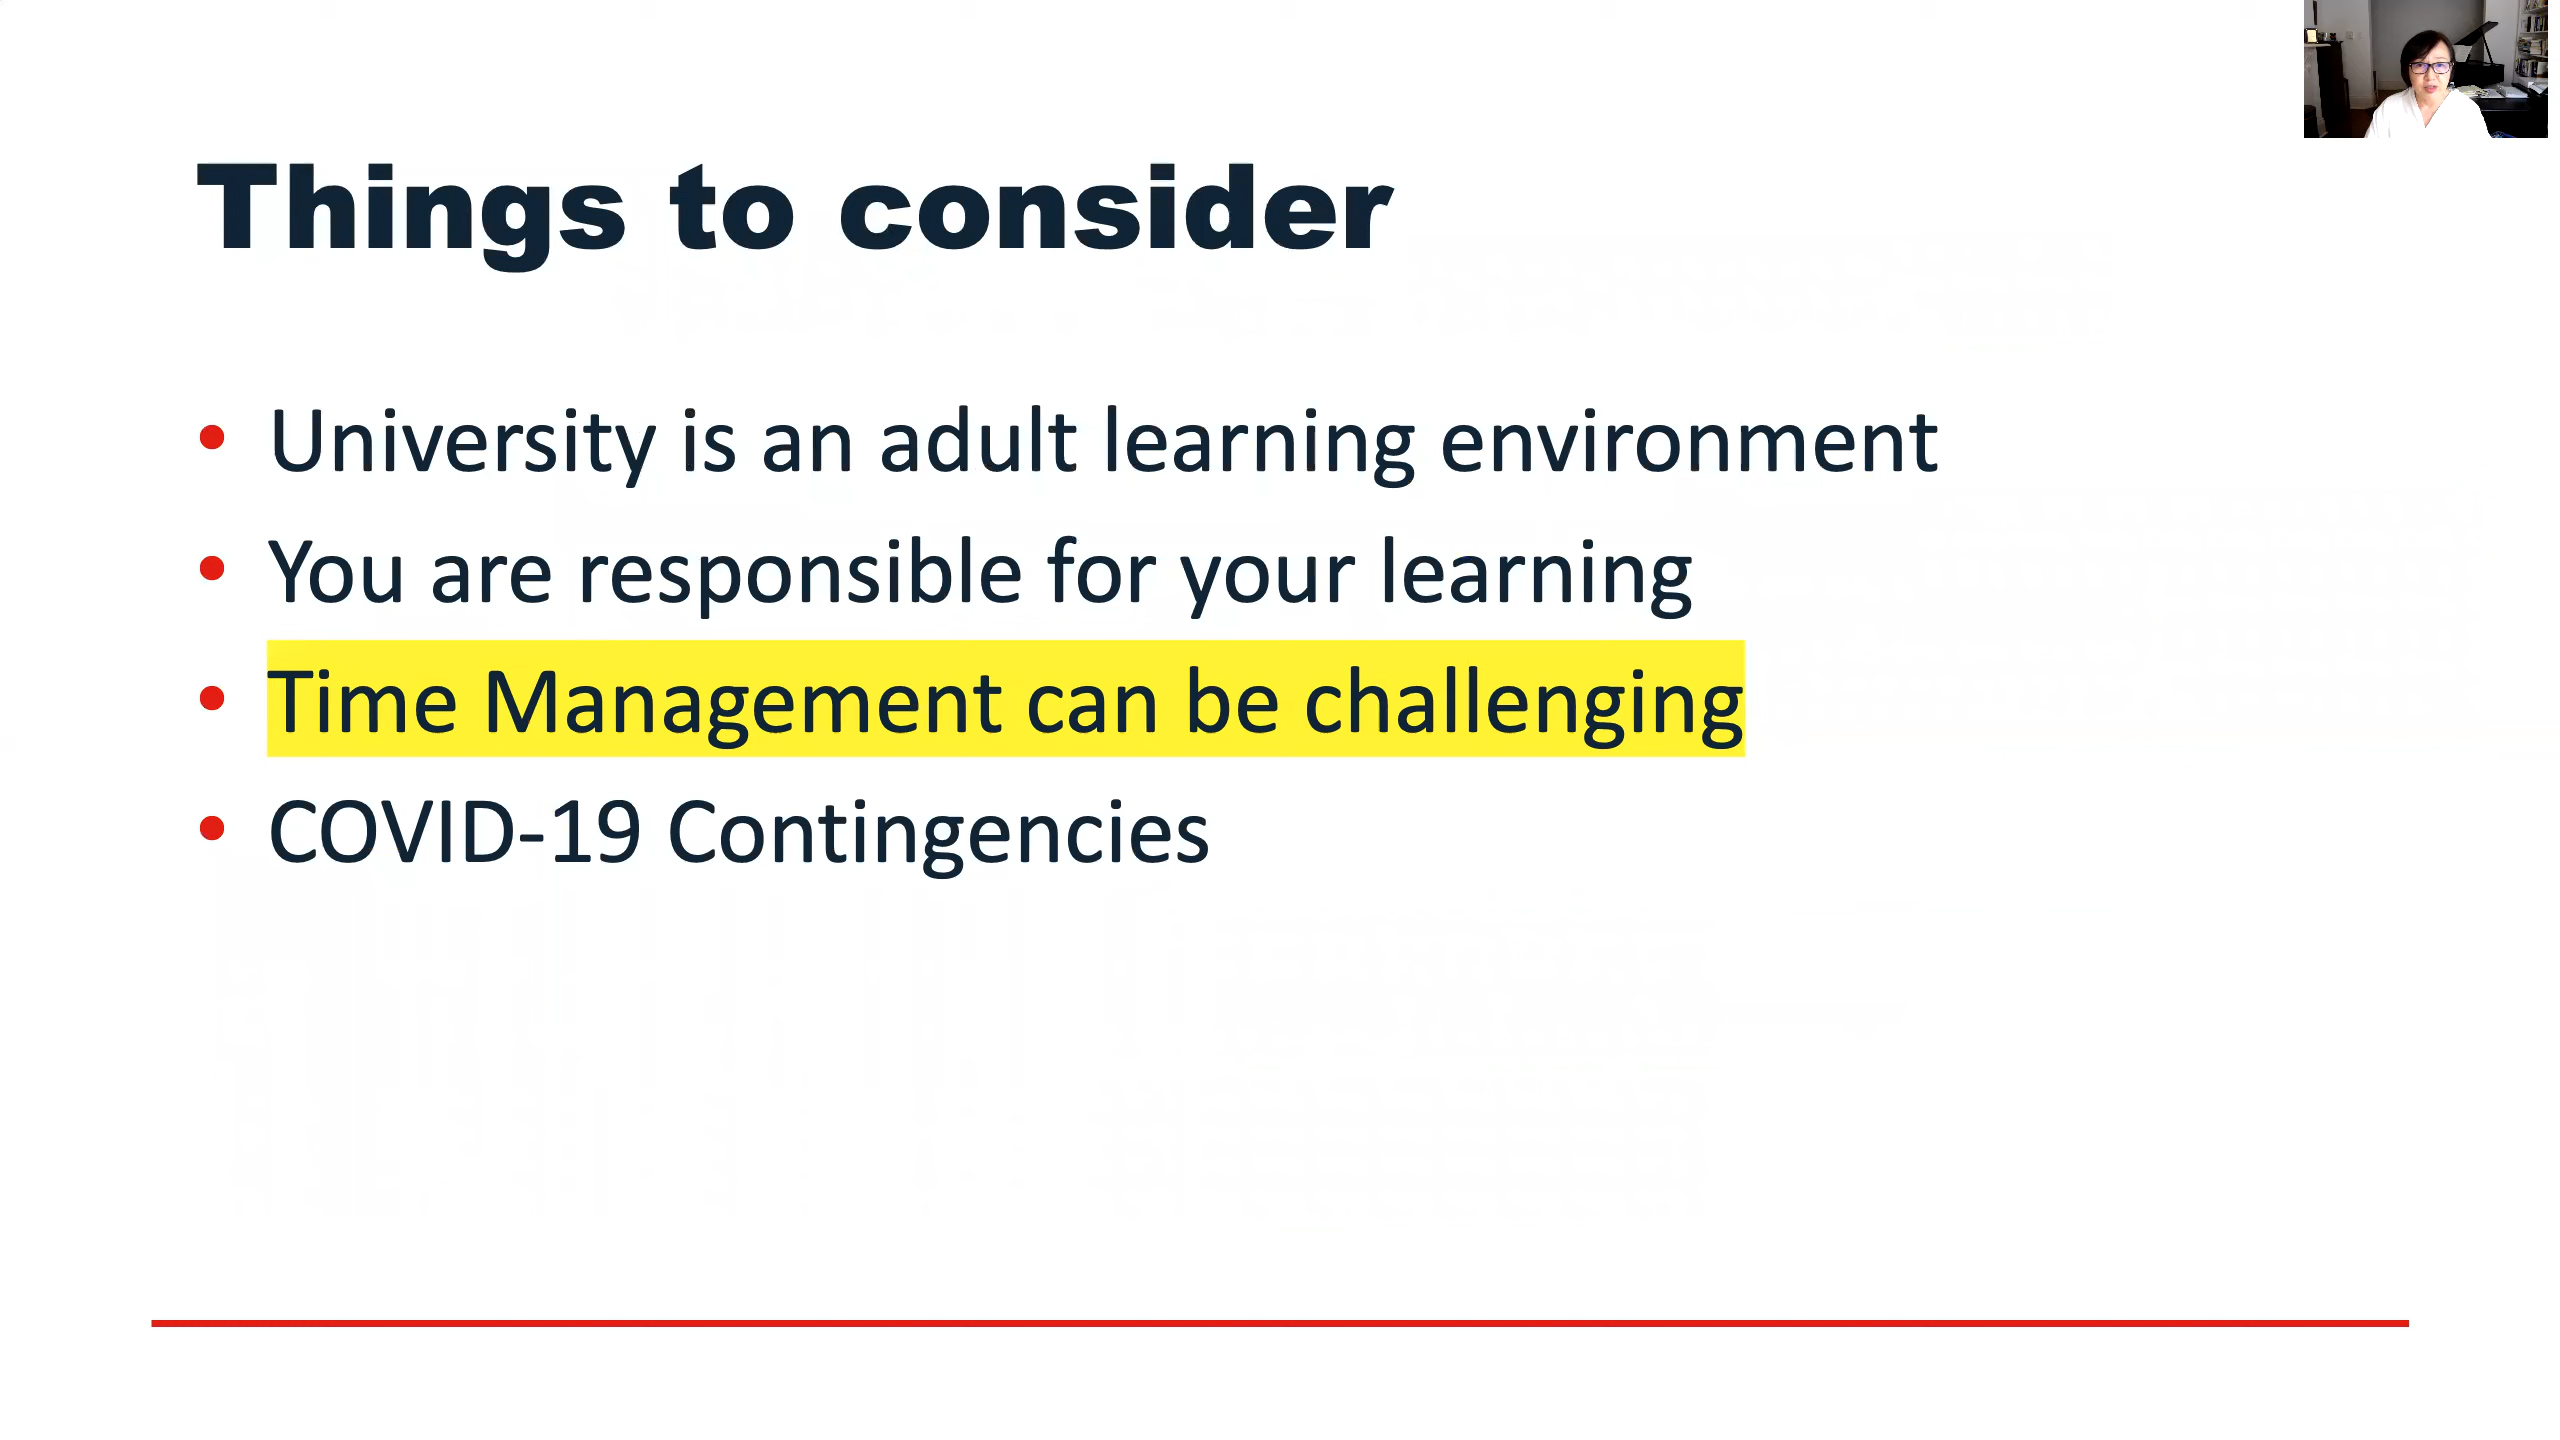 Things to consider
• University is an adult learning environment
• You are responsible for your learning
• Time Management can be challenging
• COVID-19 Contingencies